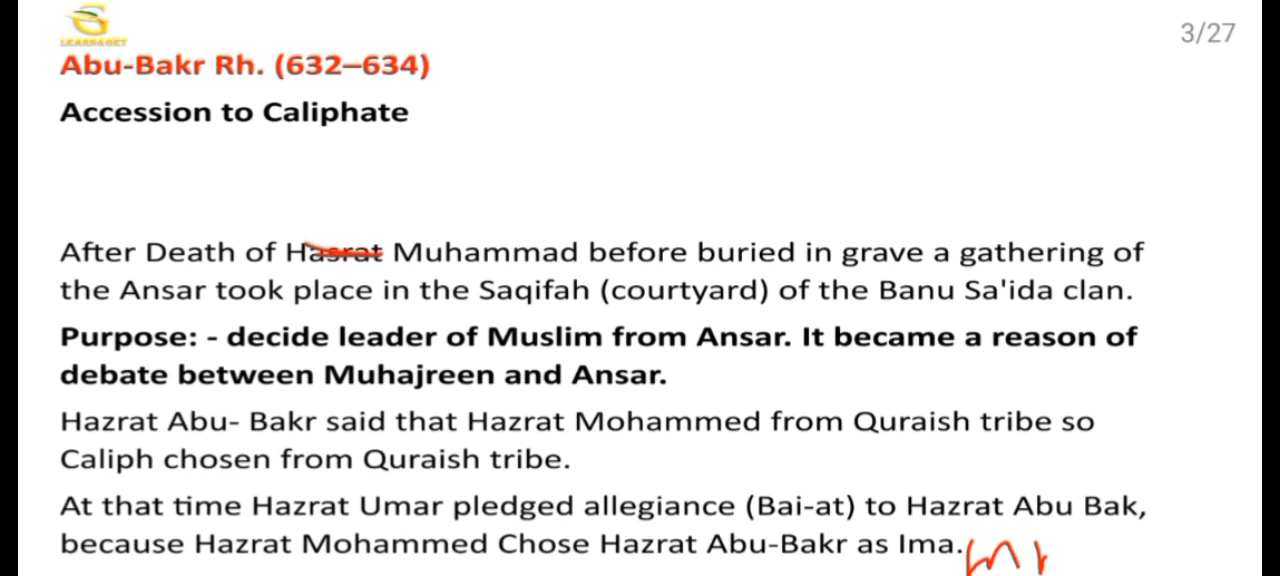 LEARN&GET
3/27
Abu-Bakr Rh. (632–634)
Accession to Caliphate
After Death of Hasrat Muhammad before buried in grave a gathering of
the Ansar took place in the Saqifah (courtyard) of the Banu Sa'ida clan.
Purpose: - decide leader of Muslim from Ansar. It became a reason of
debate between Muhajreen and Ansar.
Hazrat Abu- Bakr said that Hazrat Mohammed from Quraish tribe so
Caliph chosen from Quraish tribe.
At that time Hazrat Umar pledged allegiance (Bai-at) to Hazrat Abu Bak,
because Hazrat Mohammed Chose Hazrat Abu-Bakr as Ima.